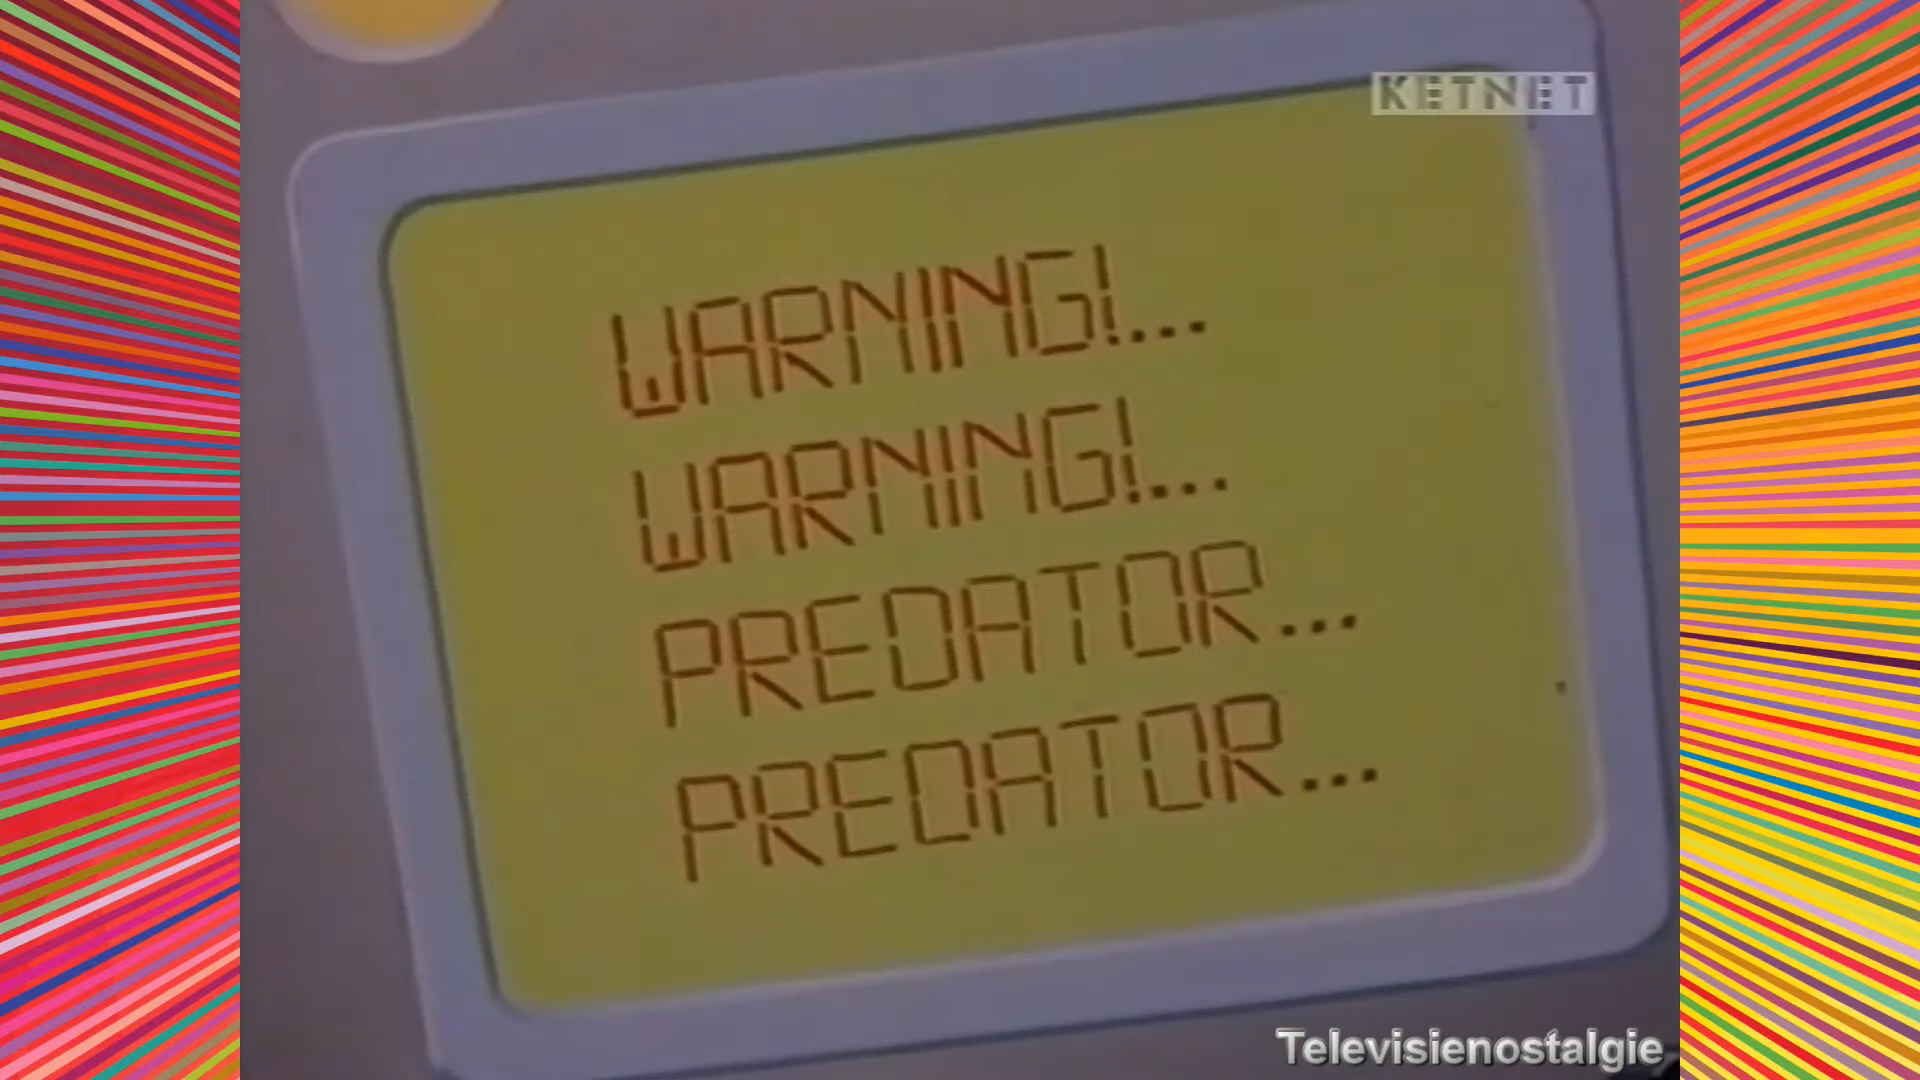 KETNET
WARNING!...
WARNING!...
PREDATOR...
PREDATOR...
Televisienostalgie